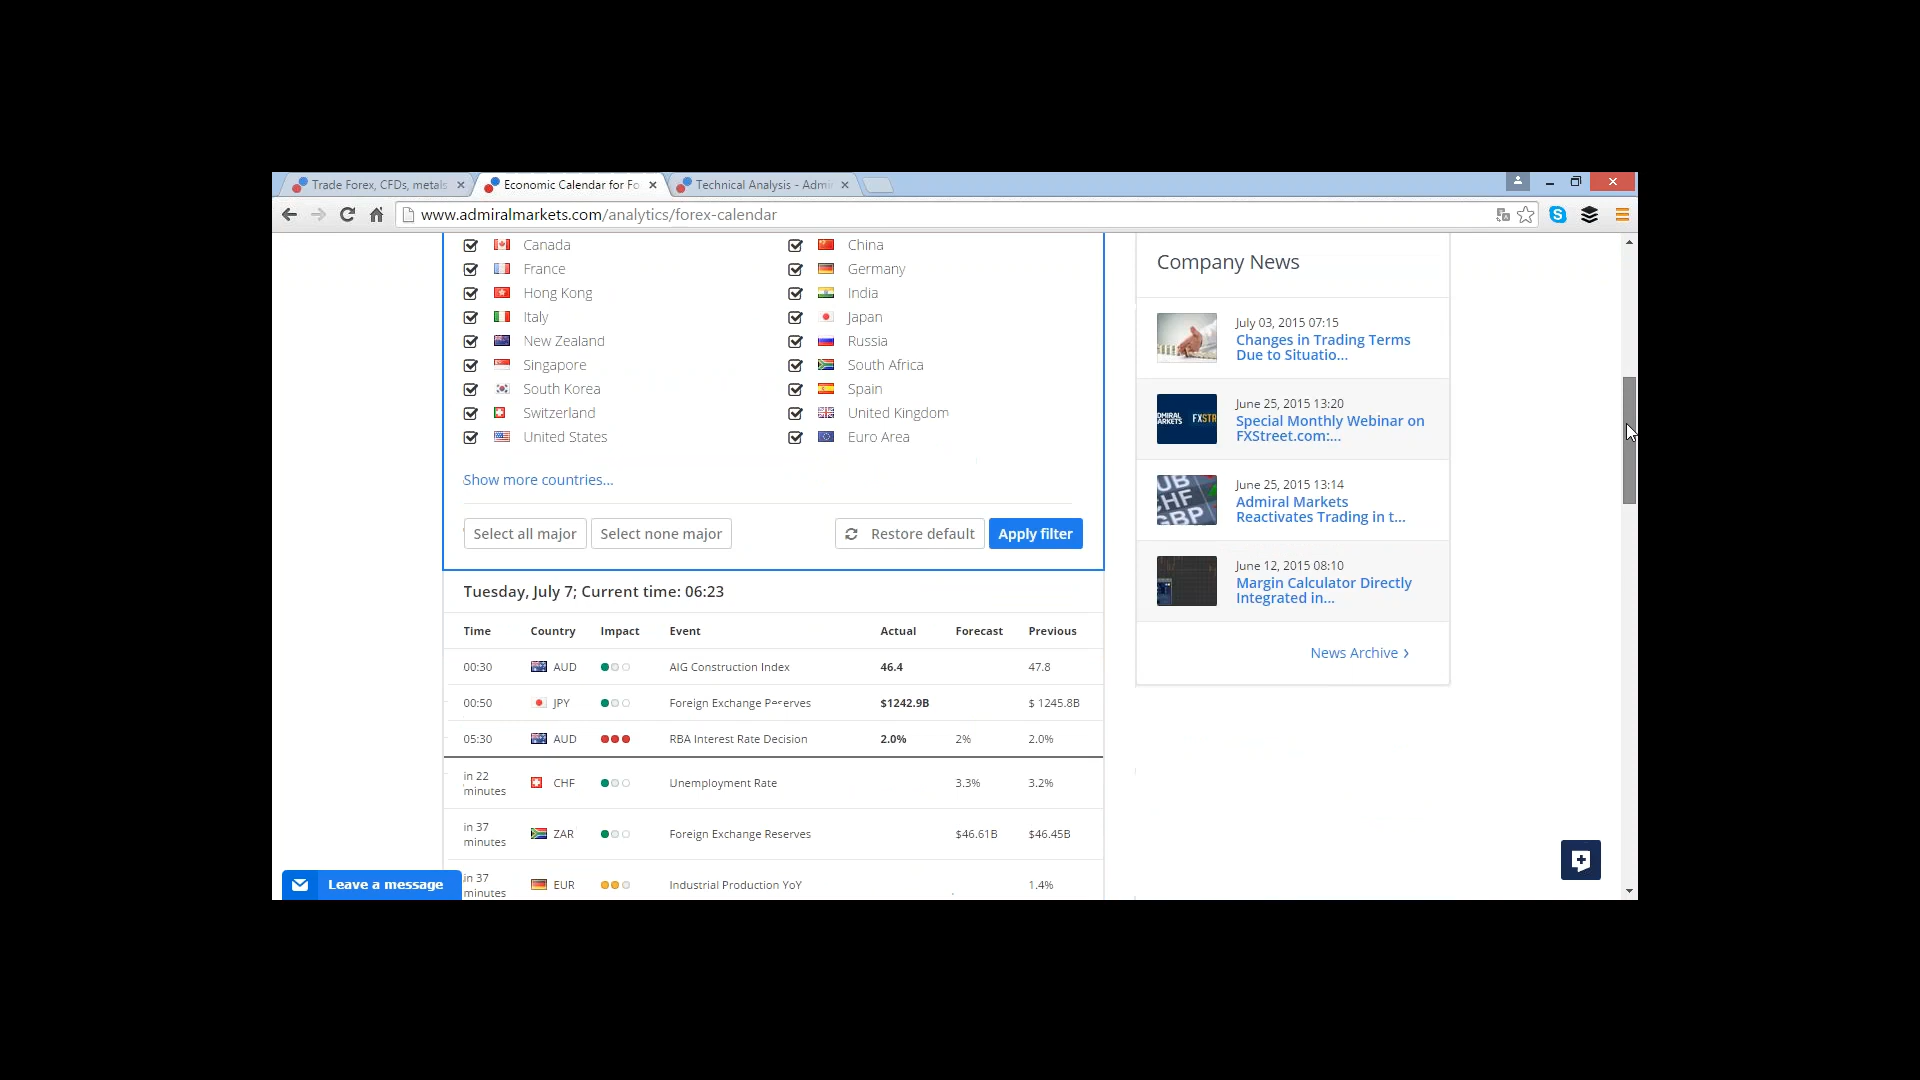 Trade Forex, CFDs, metals
Economic Calendar for Fo
Technical Analysis - Admi
www.admiralmarkets.com/analytics/forex-calendar
Canada China
France Germany
Hong Kong India
Italy Japan
New Zealand Russia
Singapore South Africa
South Korea Spain
Switzerland United Kingdom
United States Euro Area
Show more countries...
Select all major Select none major Restore default Apply filter
Tuesday, July 7; Current time: 06:23
Time Country Impact Event Actual Forecast Previous
00:30 AUD AIG Construction Index 46.4 47.8
00:50 JPY Foreign Exchange Reserves $1242.9B $ 1245.8B
05:30 AUD RBA Interest Rate Decision 2.0% 2% 2.0%
in 22
minutes CHF Unemployment Rate 3.3% 3.2%
in 37
minutes ZAR Foreign Exchange Reserves $46.61B $46.45B
in 37
minutes EUR Industrial Production YoY 1.4%
Leave a message
Company News
July 03, 2015 07:15
Changes in Trading Terms
Due to Situatio...
ADMIRAL
MARKETS FXSTR
June 25, 2015 13:20
Special Monthly Webinar on
FXStreet.com:...
CHF
GBP
June 25, 2015 13:14
Admiral Markets
Reactivates Trading in t...
June 12, 2015 08:10
Margin Calculator Directly
Integrated in...
News Archive ›